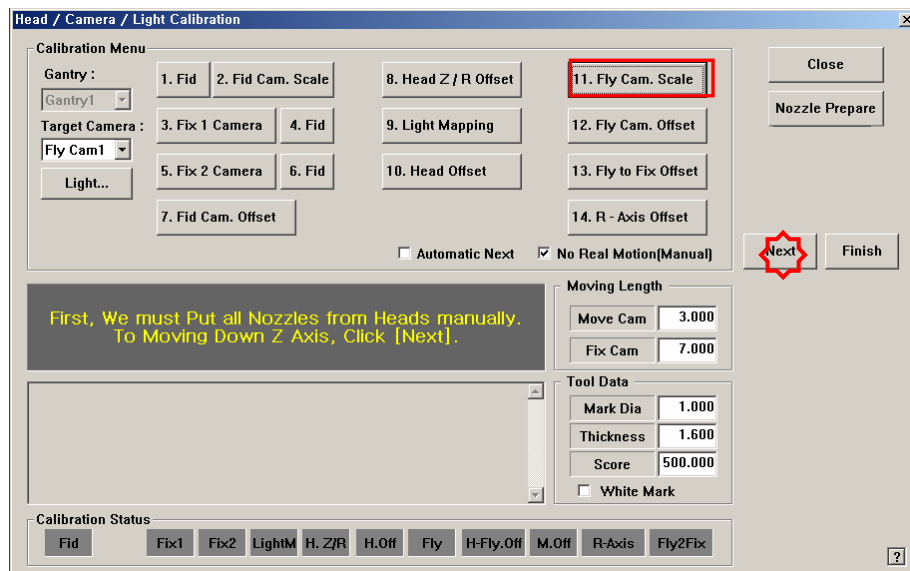 Head / Camera / Light Calibration
Calibration Menu
Gantry :
Gantry1
Target Camera :
Fly Cam1
Light...
1. Fid
2. Fid Cam. Scale
3. Fix 1 Camera
4. Fid
5. Fix 2 Camera
6. Fid
7. Fid Cam. Offset
8. Head Z / R Offset
9. Light Mapping
10. Head Offset
11. Fly Cam. Scale
12. Fly Cam. Offset
13. Fly to Fix Offset
14. R - Axis Offset
Automatic Next
No Real Motion(Manual)
Close
Nozzle Prepare
Next
Finish
First, We must Put all Nozzles from Heads manually.
To Moving Down Z Axis, Click [Next].
Moving Length
Move Cam 3.000
Fix Cam 7.000
Tool Data
Mark Dia 1.000
Thickness 1.600
Score 500.000
White Mark
Calibration Status
Fid Fix1 Fix2 LightM H. Z/R H.Off Fly H-Fly.Off M.Off R-Axis Fly2Fix
?